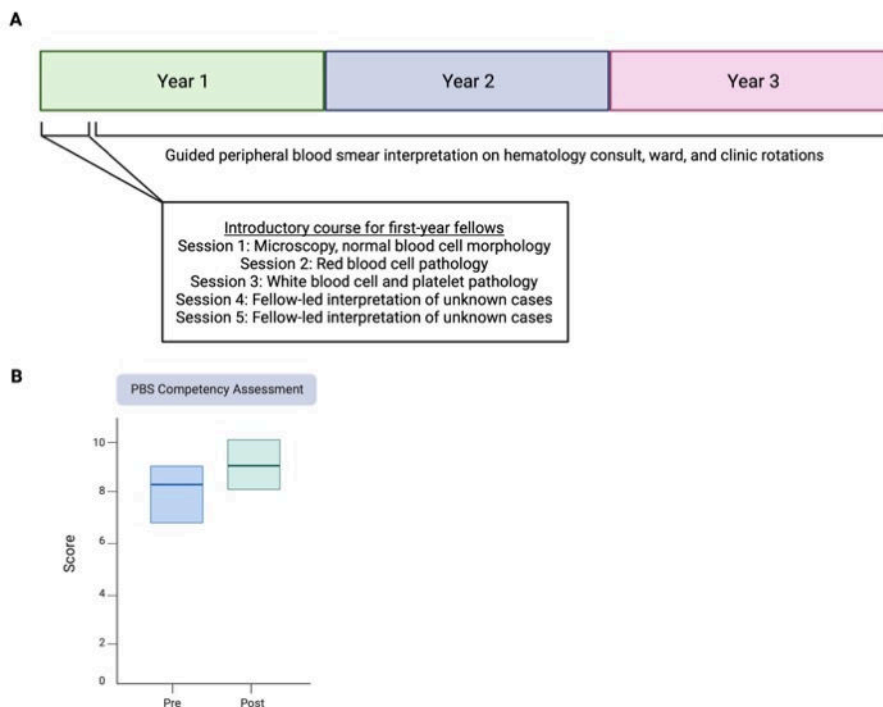 A
Year 1
Year 2
Year 3
Guided peripheral blood smear interpretation on hematology consult, ward, and clinic rotations
Introductory course for first-year fellows
Session 1: Microscopy, normal blood cell morphology
Session 2: Red blood cell pathology
Session 3: White blood cell and platelet pathology
Session 4: Fellow-led interpretation of unknown cases
Session 5: Fellow-led interpretation of unknown cases
B
PBS Competency Assessment
10
8
6
4
2
0
Score
Pre
Post